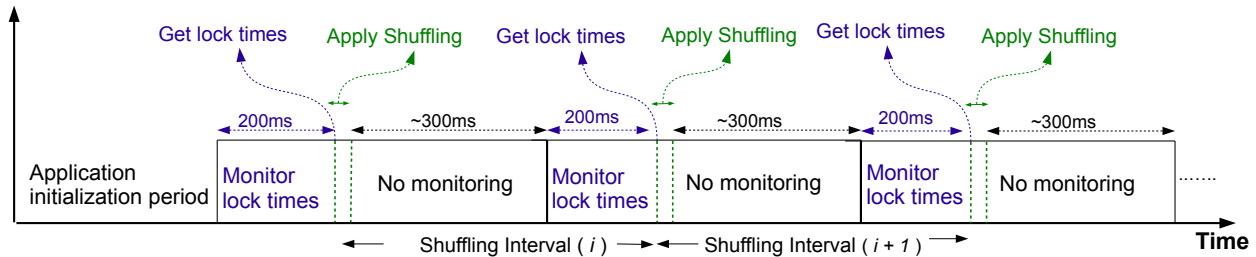 Get lock times
Apply Shuffling
Get lock times
Apply Shuffling
Get lock times
Apply Shuffling
200ms
~300ms
200ms
~300ms
200ms
~300ms
Application
initialization period
Monitor
lock times
No monitoring
Monitor
lock times
No monitoring
Monitor
lock times
No monitoring
.......
Shuffling Interval ( i )
Shuffling Interval ( i + 1 )
Time